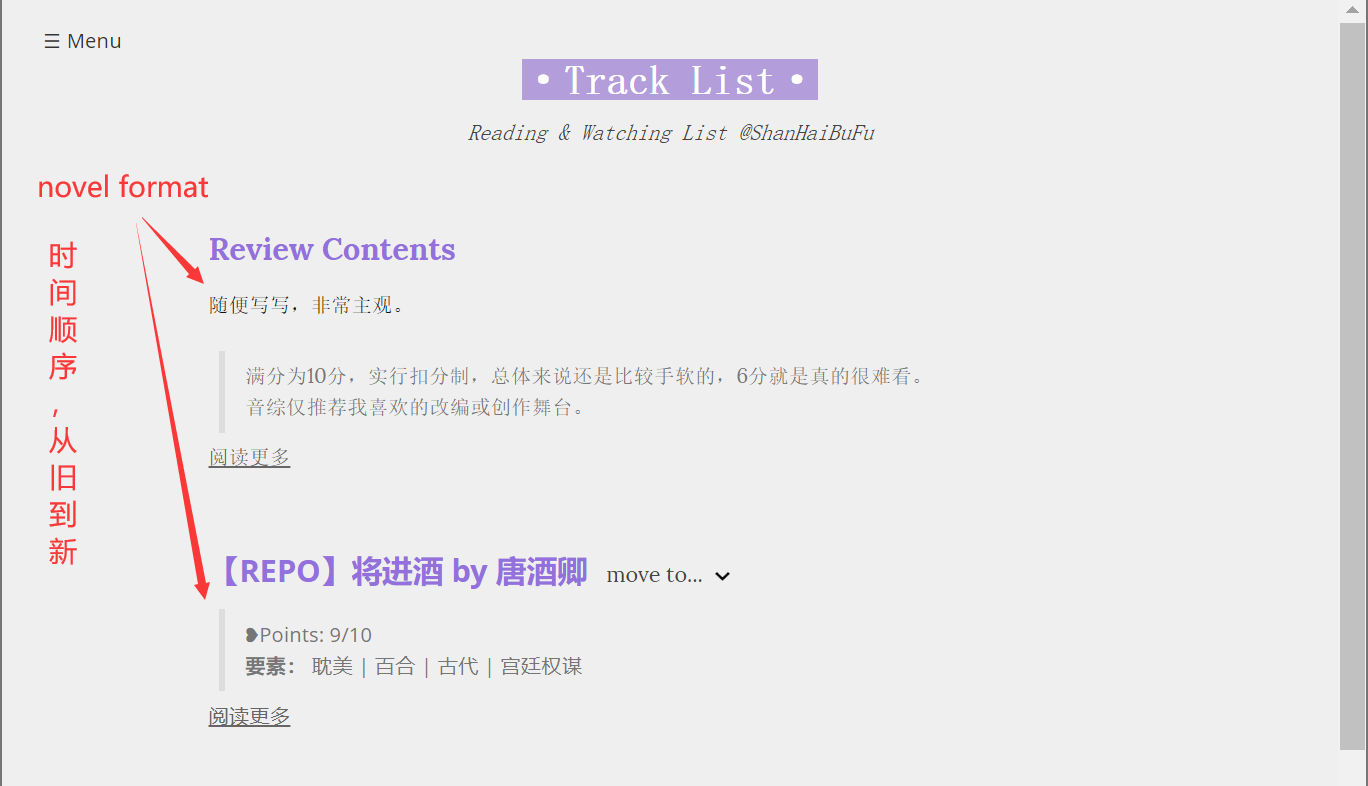 ☰ Menu
•Track List•
Reading & Watching List @ShanHaiBuFu
novel format
时间顺序,从旧到新
Review Contents
随便写写，非常主观。
满分为10分，实行扣分制，总体来说还是比较手软的，6分就是真的很难看。
音综仅推荐我喜欢的改编或创作舞台。
阅读更多
【REPO】将进酒 by 唐酒卿 move to...
❥Points: 9/10
要素： 耽美 | 百合 | 古代 | 宫廷权谋
阅读更多